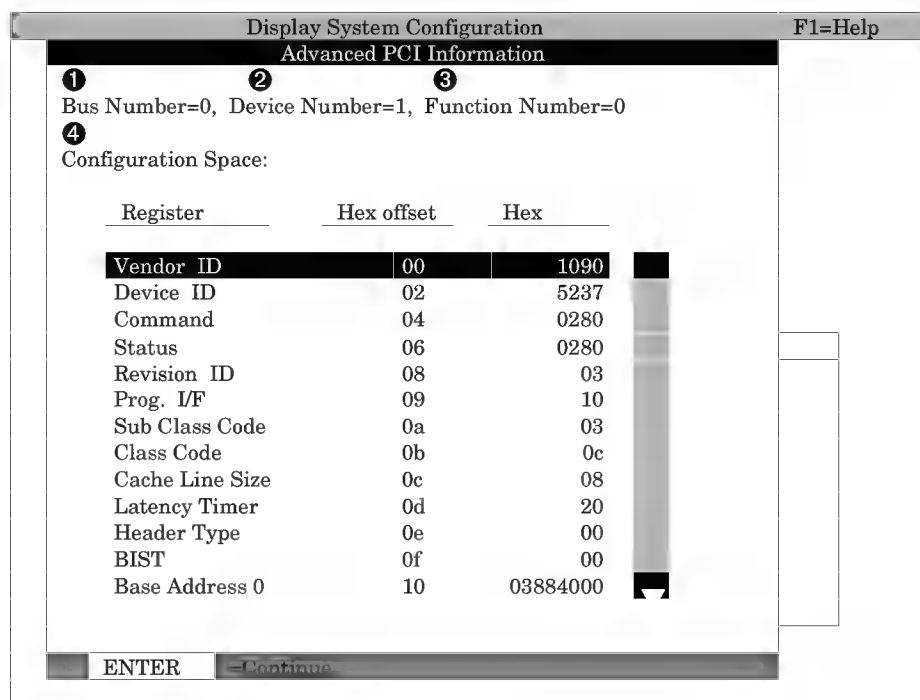 Display System Configuration F1=Help
Advanced PCI Information
❶ ❷ ❸
Bus Number=0, Device Number=1, Function Number=0
❹
Configuration Space:
Register Hex offset Hex
Vendor ID 00 1090
Device ID 02 5237
Command 04 0280
Status 06 0280
Revision ID 08 03
Prog. I/F 09 10
Sub Class Code 0a 03
Class Code 0b 0c
Cache Line Size 0c 08
Latency Timer 0d 20
Header Type 0e 00
BIST 0f 00
Base Address 0 10 03884000
ENTER =Continue